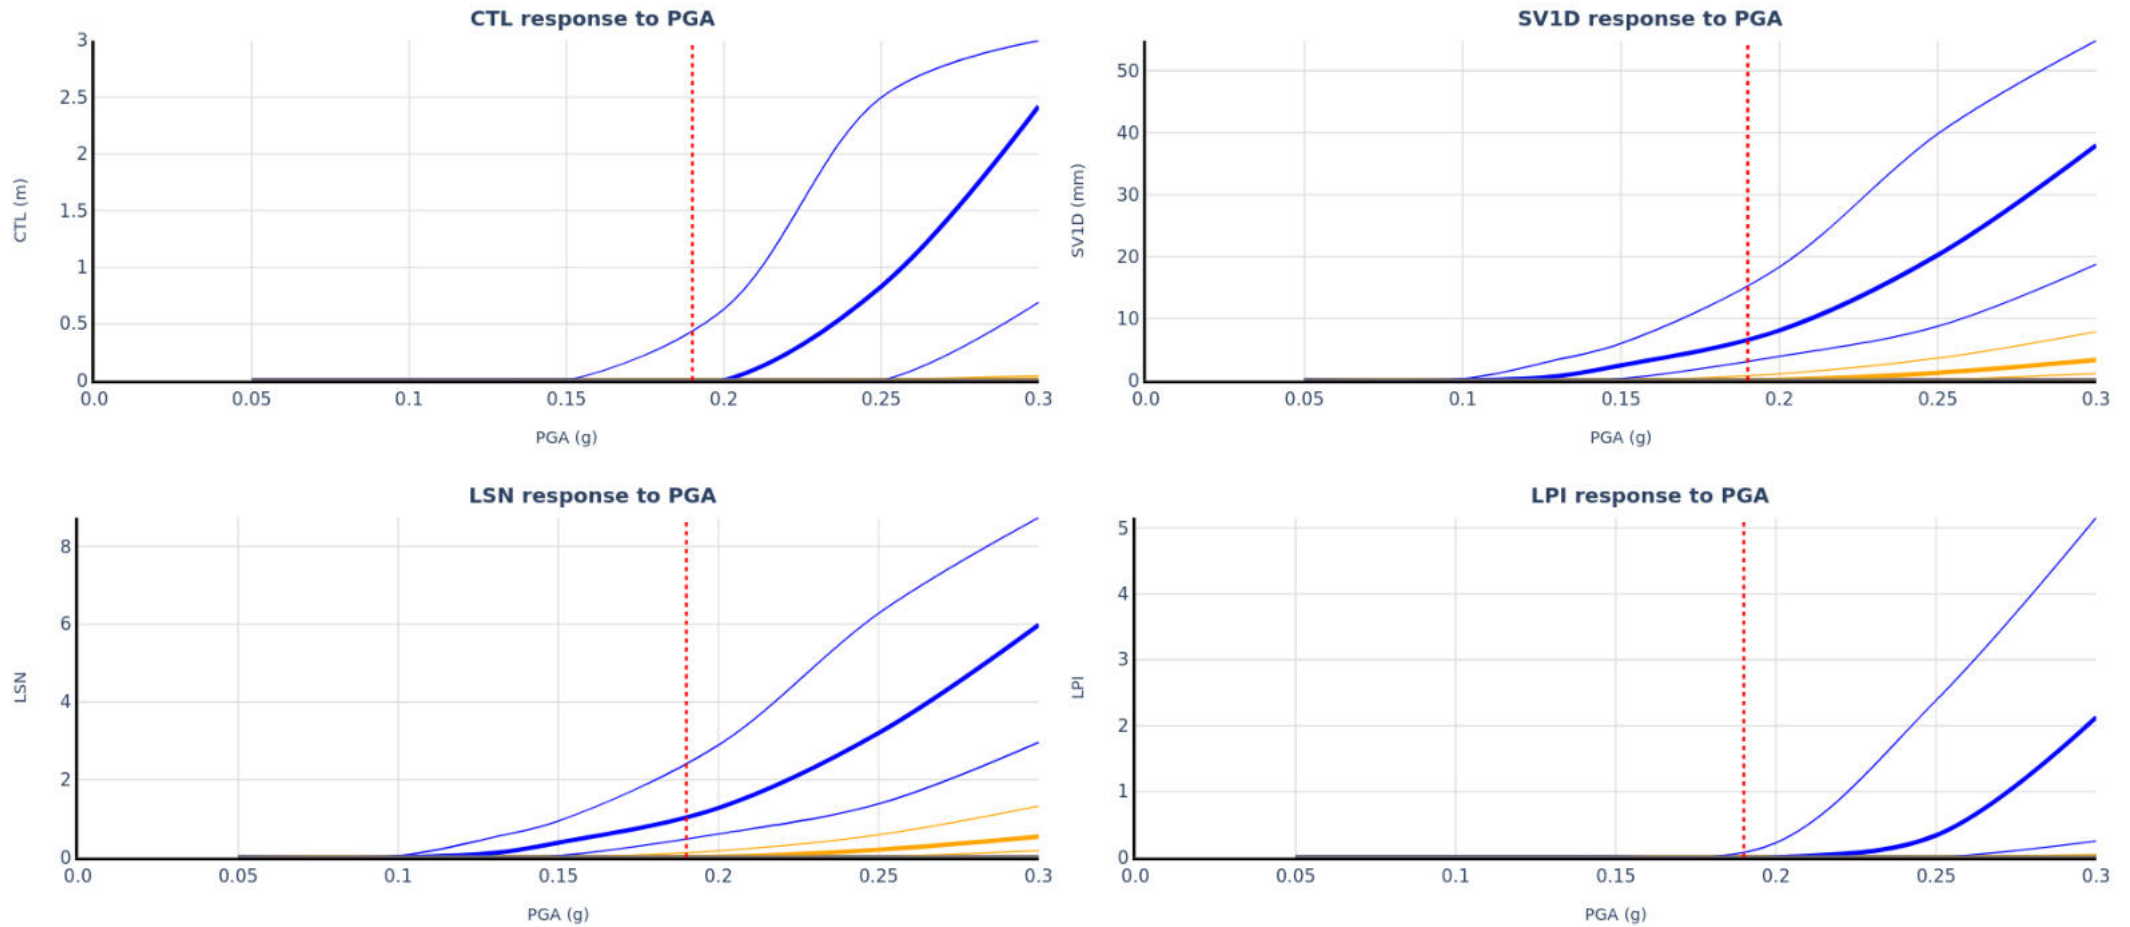 CTL response to PGA
3
2.5
2
1.5
1
0.5
0
CTL (m)
0.0 0.05 0.1 0.15 0.2 0.25 0.3
PGA (g)
SV1D response to PGA
50
40
30
20
10
0
SV1D (mm)
0.0 0.05 0.1 0.15 0.2 0.25 0.3
PGA (g)
LSN response to PGA
8
6
4
2
0
LSN
0.0 0.05 0.1 0.15 0.2 0.25 0.3
PGA (g)
LPI response to PGA
5
4
3
2
1
0
LPI
0.0 0.05 0.1 0.15 0.2 0.25 0.3
PGA (g)